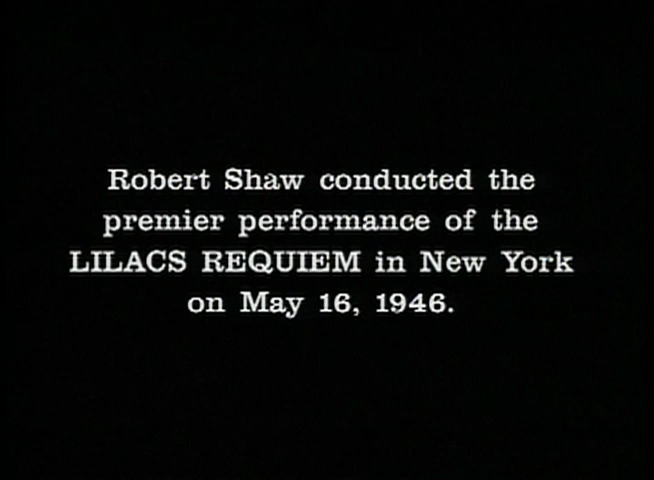 Robert Shaw conducted the
premier performance of the
LILACS REQUIEM in New York
on May 16, 1946.